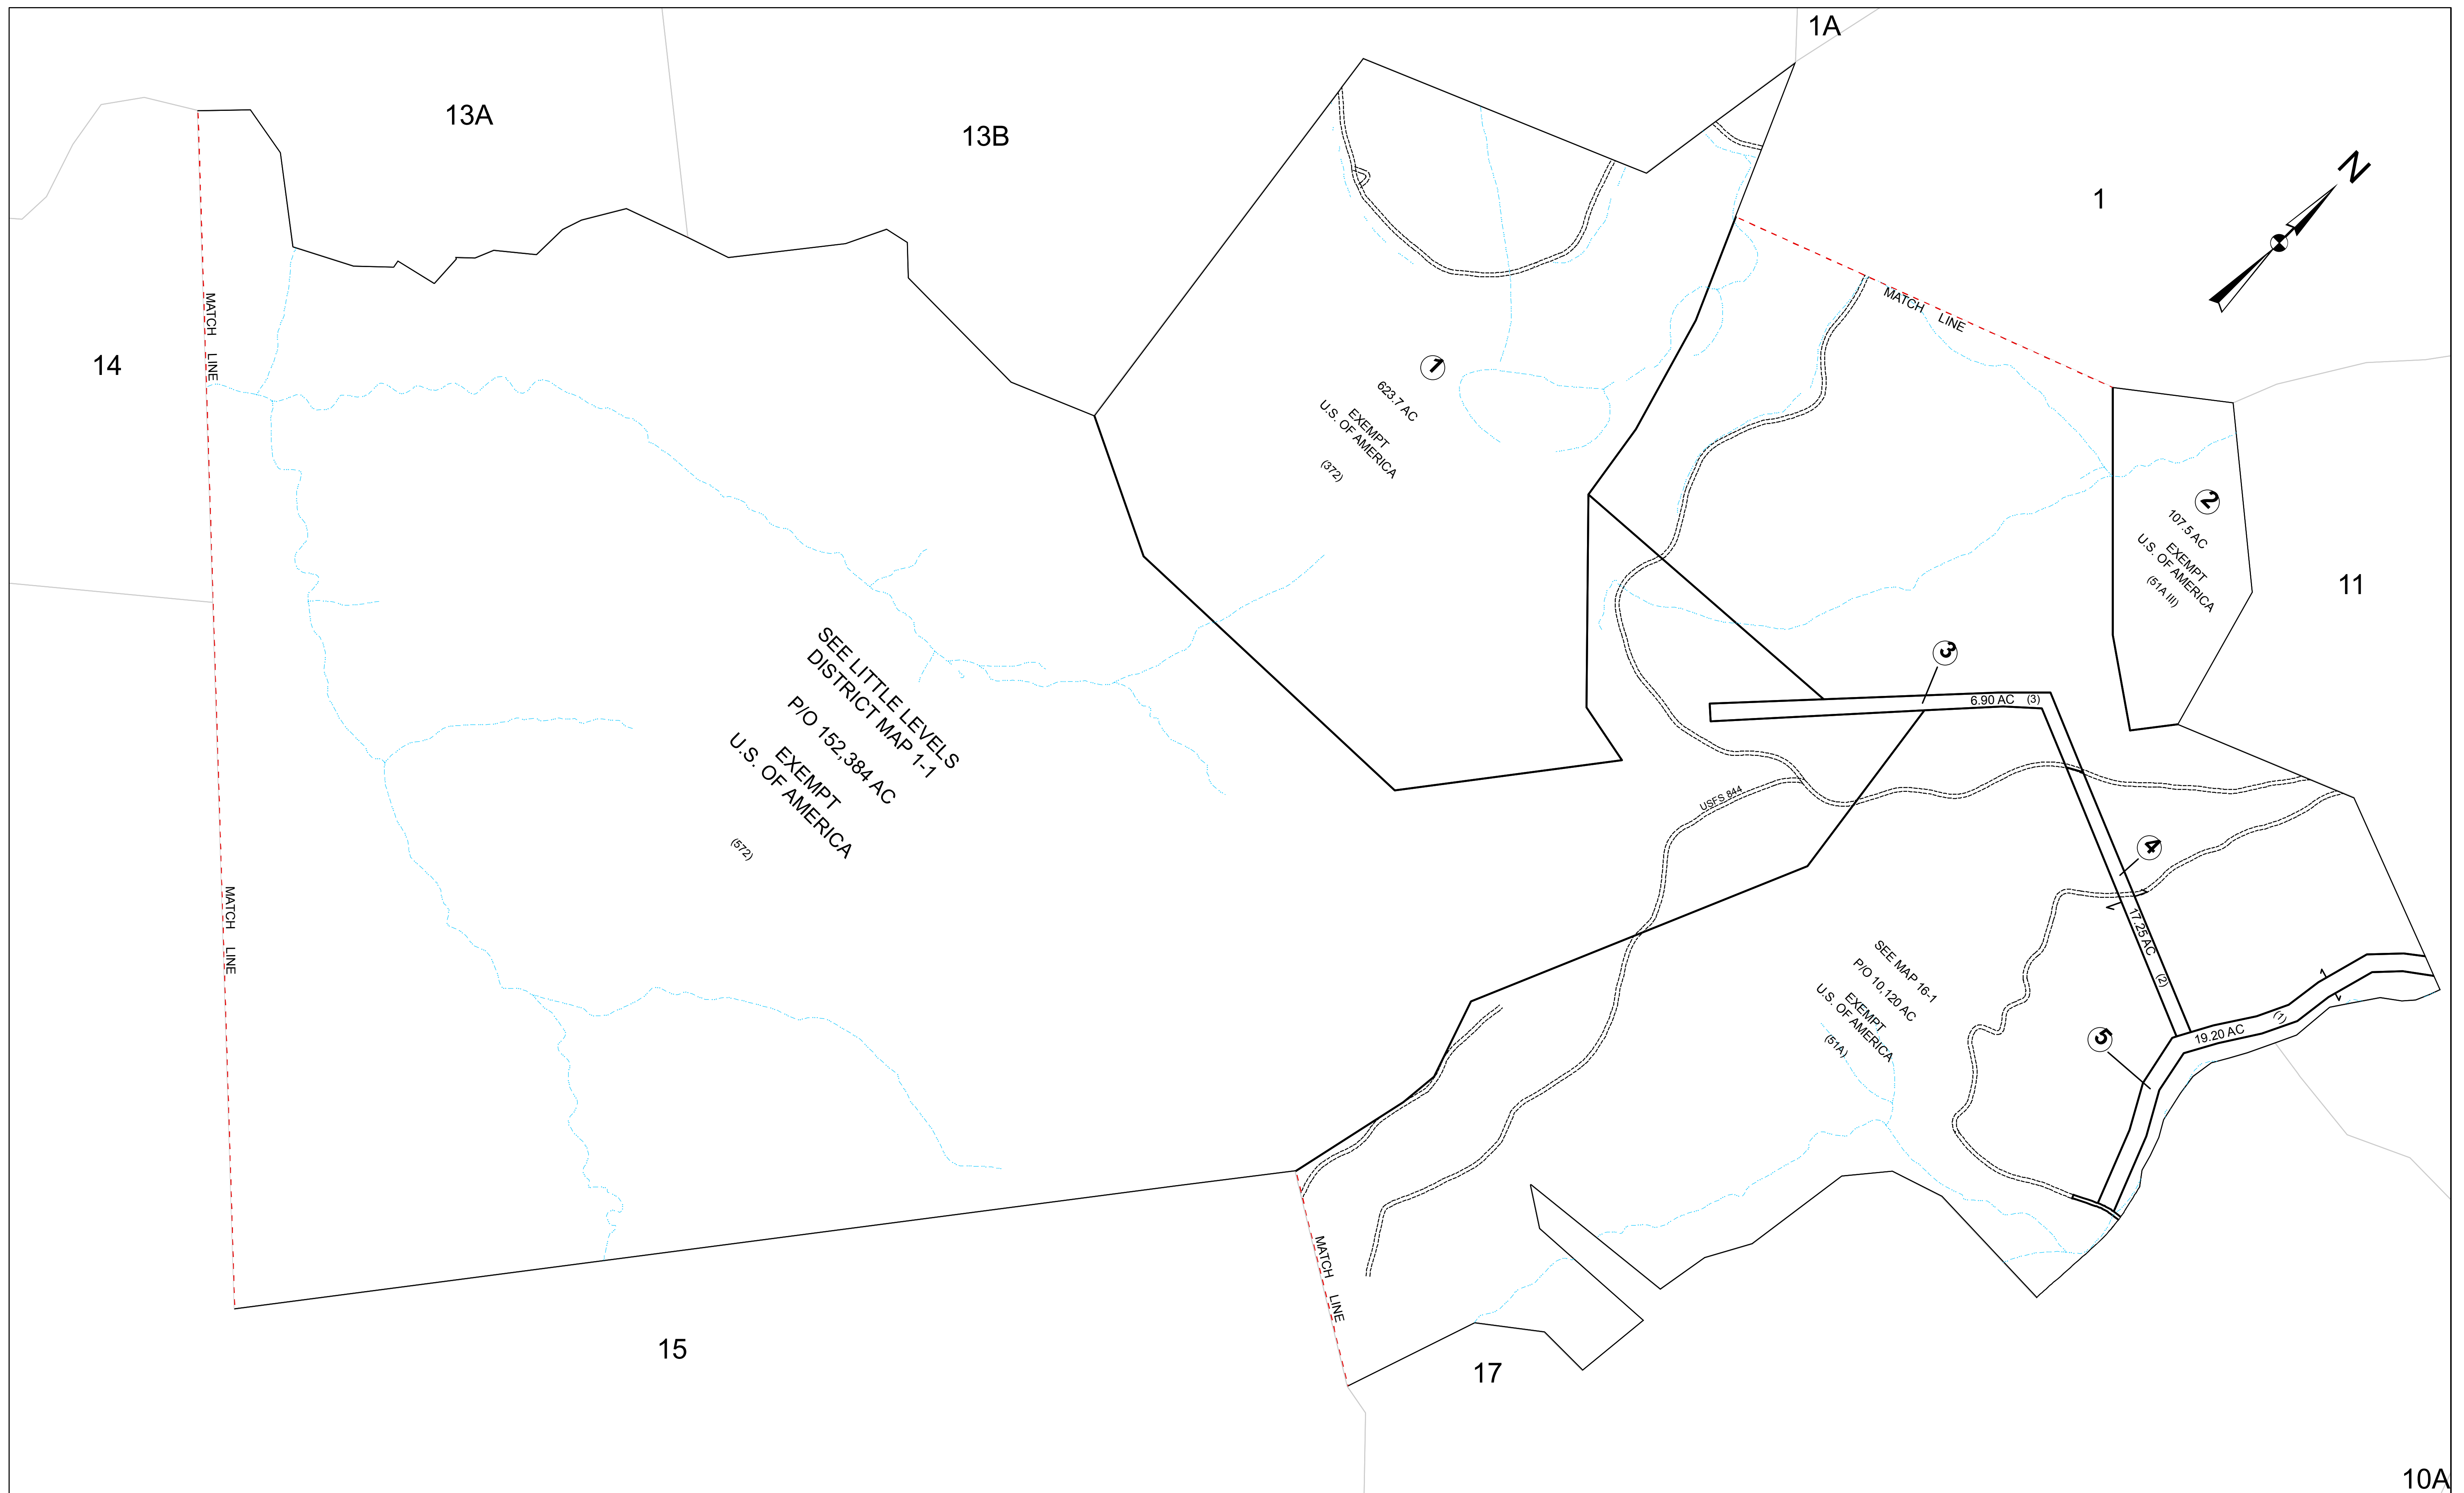 1A
13A
13B
N
1
MATCH LINE
MATCH LINE
14
1
623.7 AC
EXEMPT
U.S. OF AMERICA
(372)
2
107.5 AC
EXEMPT
U.S. OF AMERICA
(51A III)
11
SEE LITTLE LEVELS
DISTRICT MAP 1-1
P/O 152,384 AC
EXEMPT
U.S. OF AMERICA
(572)
3
6.90 AC (3)
USFS 844
4
17.25 AC (2)
MATCH LINE
SEE MAP 16-1
P/O 10,120 AC
EXEMPT
U.S. OF AMERICA
(51A)
5
19.20 AC (1)
MATCH LINE
15
17
10A